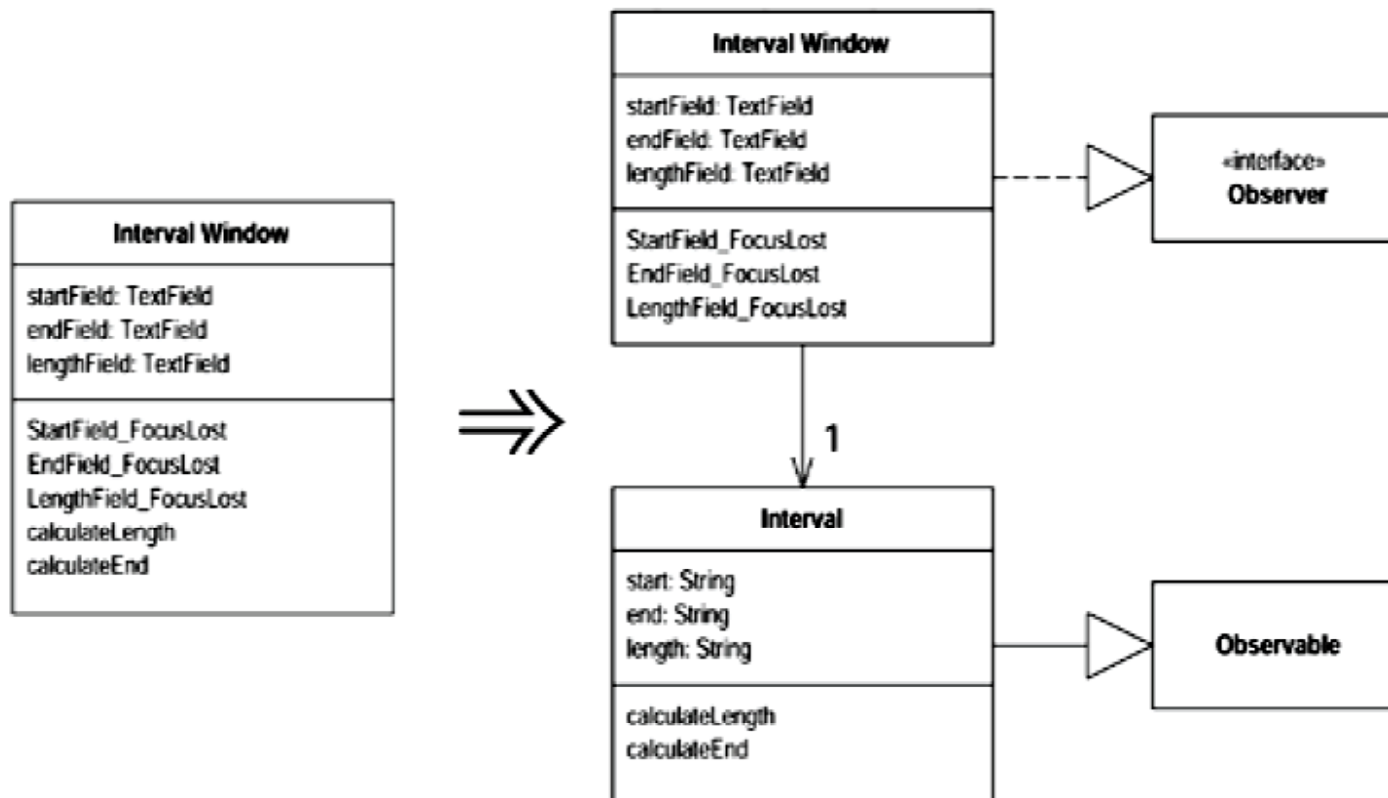 Interval Window
startField: TextField
endField: TextField
lengthField: TextField
StartField_FocusLost
EndField_FocusLost
LengthField_FocusLost
calculateLength
calculateEnd
Interval Window
startField: TextField
endField: TextField
lengthField: TextField
StartField_FocusLost
EndField_FocusLost
LengthField_FocusLost
«interface»
Observer
1
Interval
start: String
end: String
length: String
calculateLength
calculateEnd
Observable